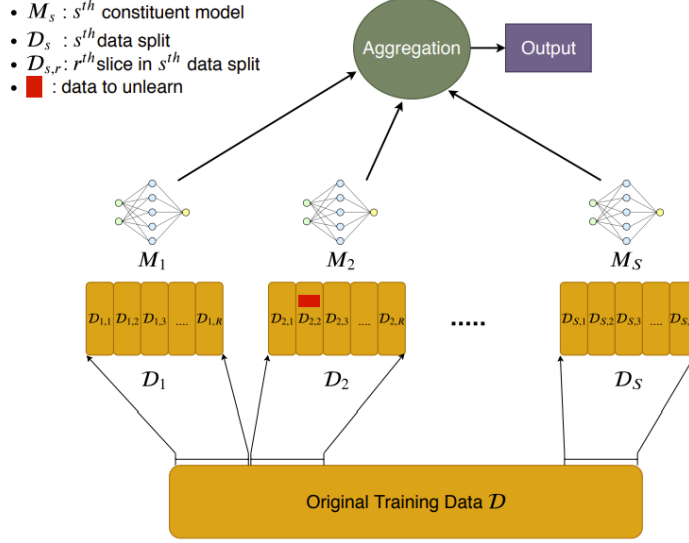 • M_s : s^th constituent model
• D_s : s^th data split
• D_s,r : r^th slice in s^th data split
• : data to unlearn
Aggregation
Output
M_1
M_2
M_S
D_1,1 D_1,2 D_1,3 .... D_1,R
D_2,1 D_2,2 D_2,3 .... D_2,R
.....
D_S,1 D_S,2 D_S,3 .... D_S,
D_1
D_2
D_S
Original Training Data D